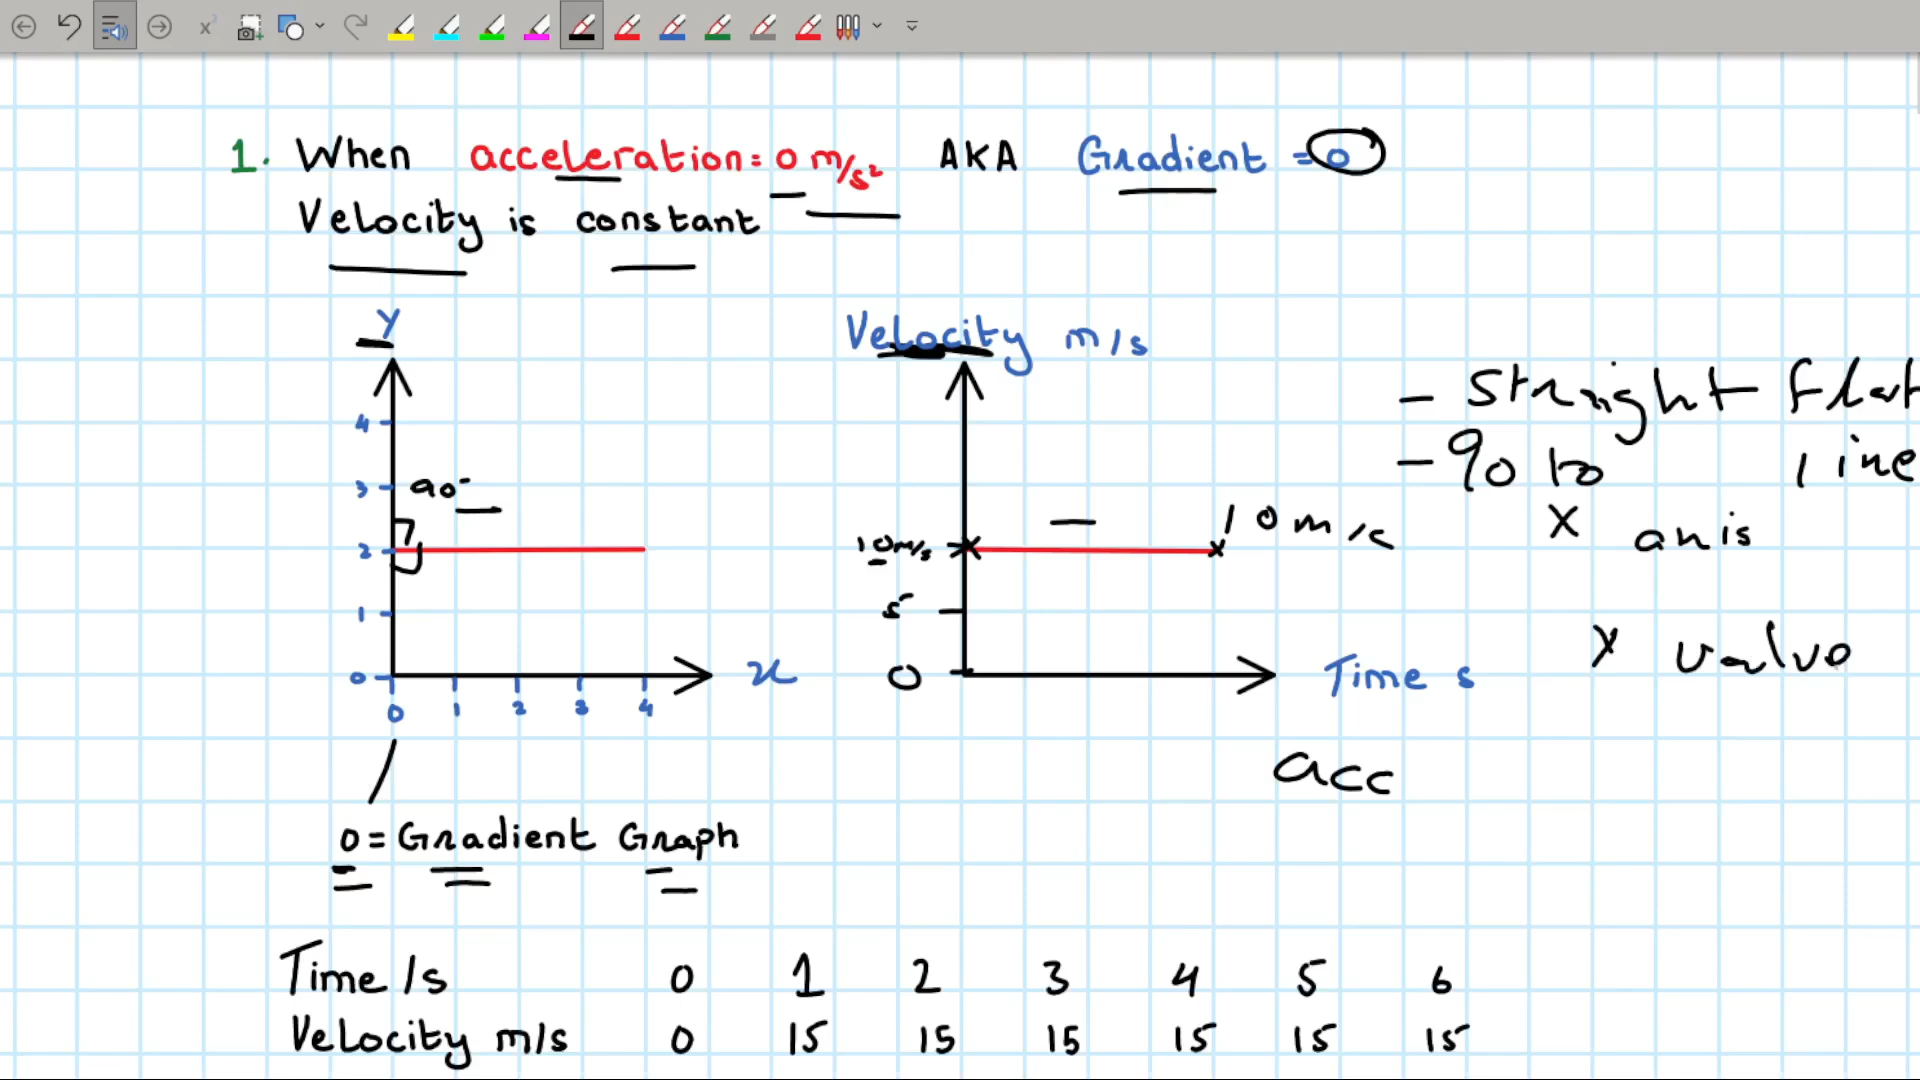 1. When acceleration = 0 m/s² AKA Gradient = 0
Velocity is constant
Y
4
3
2
1
0
0 1 2 3 4
x
90°
0 = Gradient Graph
Velocity m/s
10m/s
5
0
10 m/s
Time s
- Straight flat
line
- 90 to
X axis
X value
acc
Time /s 0 1 2 3 4 5 6
Velocity m/s 0 15 15 15 15 15 15